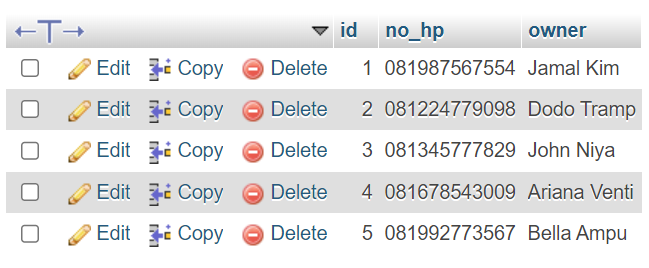 id no_hp owner
Edit Copy Delete 1 081987567554 Jamal Kim
Edit Copy Delete 2 081224779098 Dodo Tramp
Edit Copy Delete 3 081345777829 John Niya
Edit Copy Delete 4 081678543009 Ariana Venti
Edit Copy Delete 5 081992773567 Bella Ampu